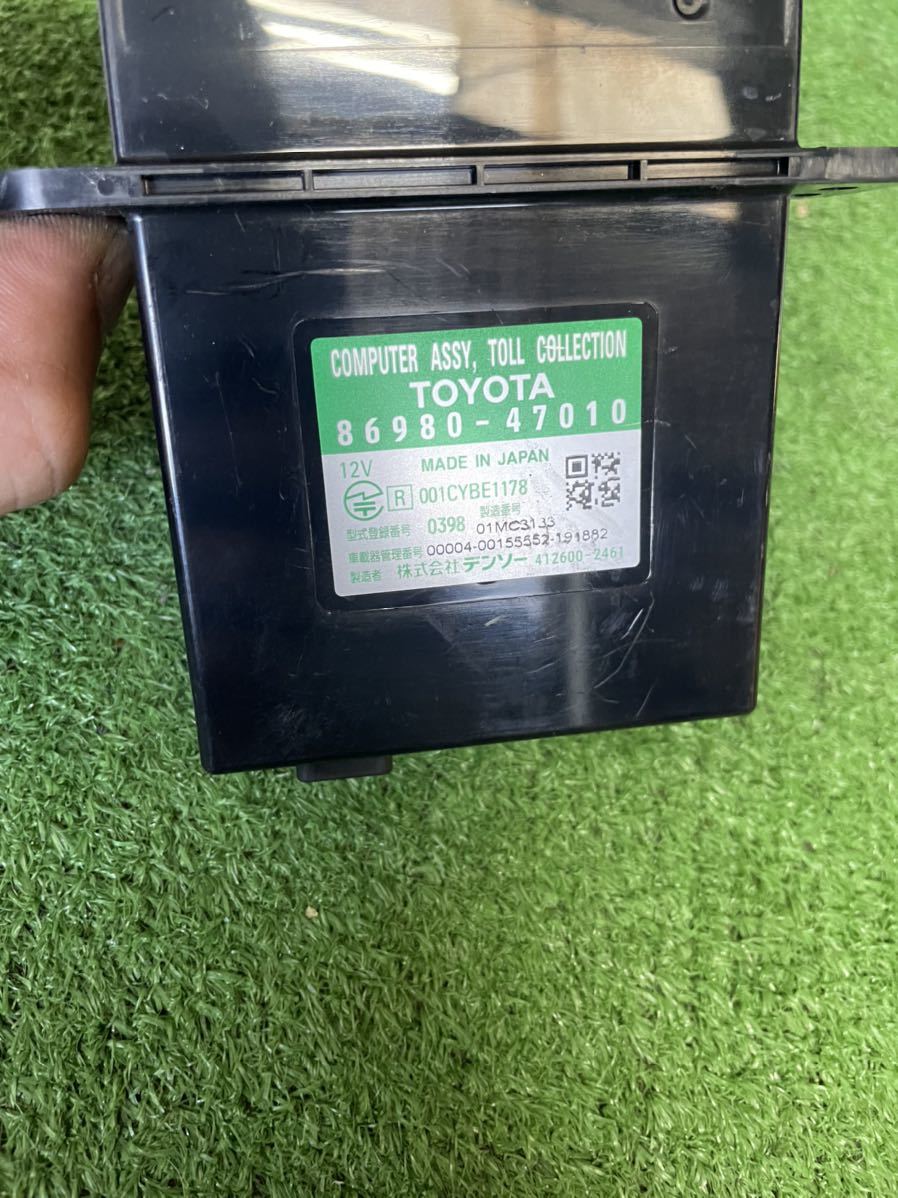 COMPUTER ASSY, TOLL COLLECTION
TOYOTA
86980-47010
12V MADE IN JAPAN
R 001CYBE1178
製造番号
型式登録番号 0398 01MC3133
車載器管理番号 00004-00155552-191882
製造者 株式会社 デンソー 412600-2461